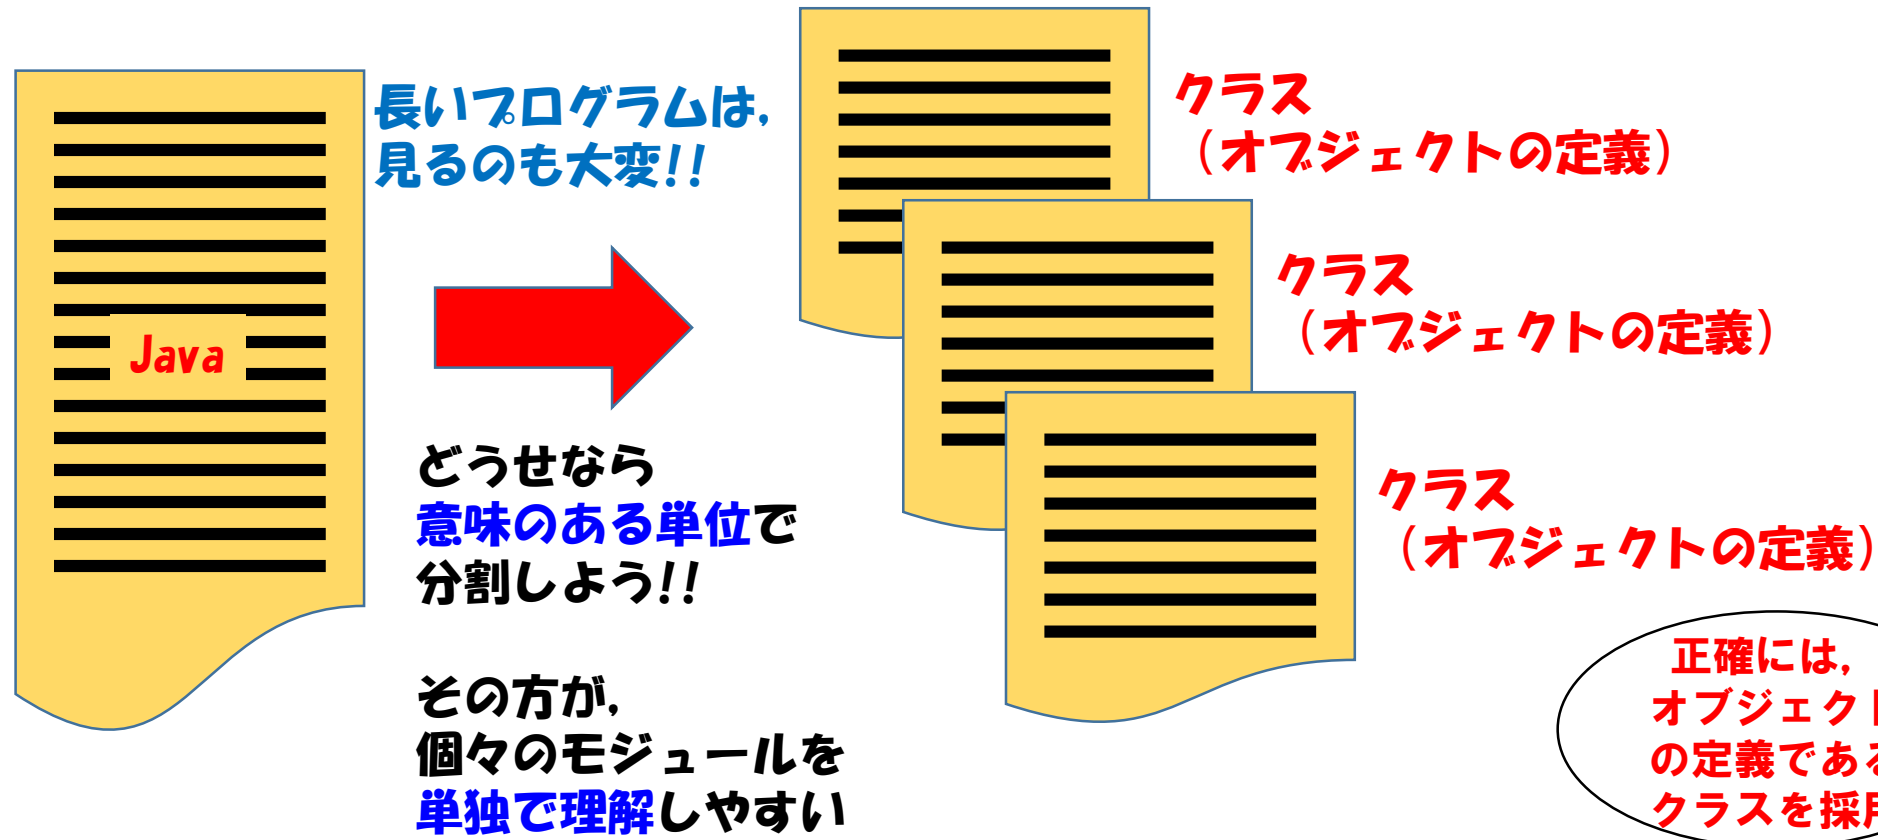 長いプログラムは,
見るのも大変!!
Java
どうせなら
意味のある単位で
分割しよう!!
その方が,
個々のモジュールを
単独で理解しやすい
クラス
（オブジェクトの定義）
クラス
（オブジェクトの定義）
クラス
（オブジェクトの定義）
正確には,
オブジェクト
の定義である
クラスを採用